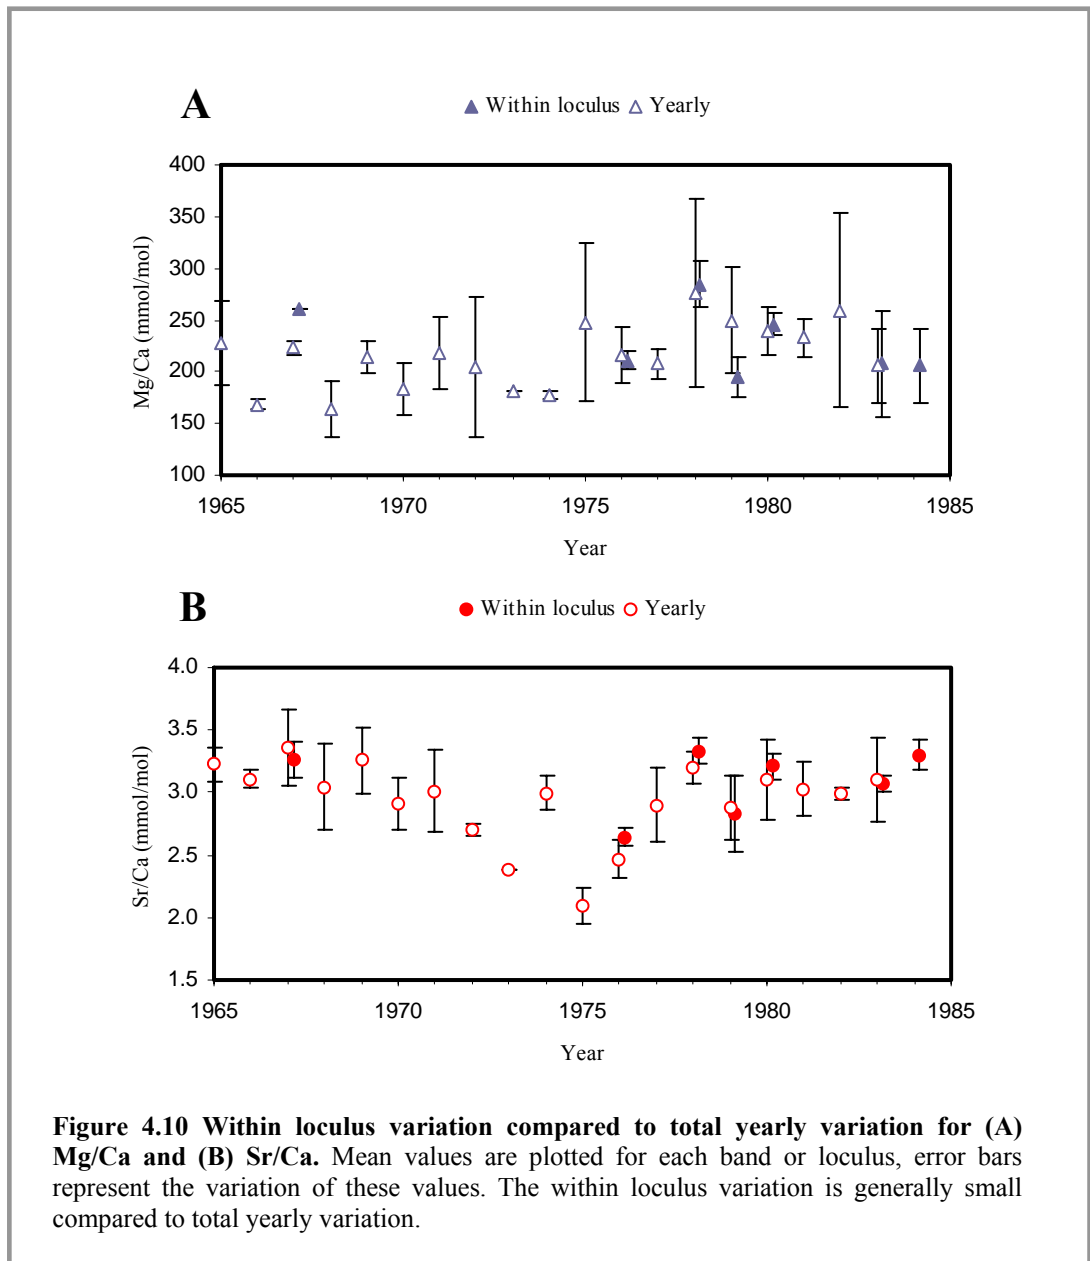 A
Within loculus Yearly
400
350
300
250
200
150
100
Mg/Ca (mmol/mol)
1965 1970 1975 1980 1985
Year
B
Within loculus Yearly
4.0
3.5
3.0
2.5
2.0
1.5
Sr/Ca (mmol/mol)
1965 1970 1975 1980 1985
Year
Figure 4.10 Within loculus variation compared to total yearly variation for (A)
Mg/Ca and (B) Sr/Ca. Mean values are plotted for each band or loculus, error bars
represent the variation of these values. The within loculus variation is generally small
compared to total yearly variation.